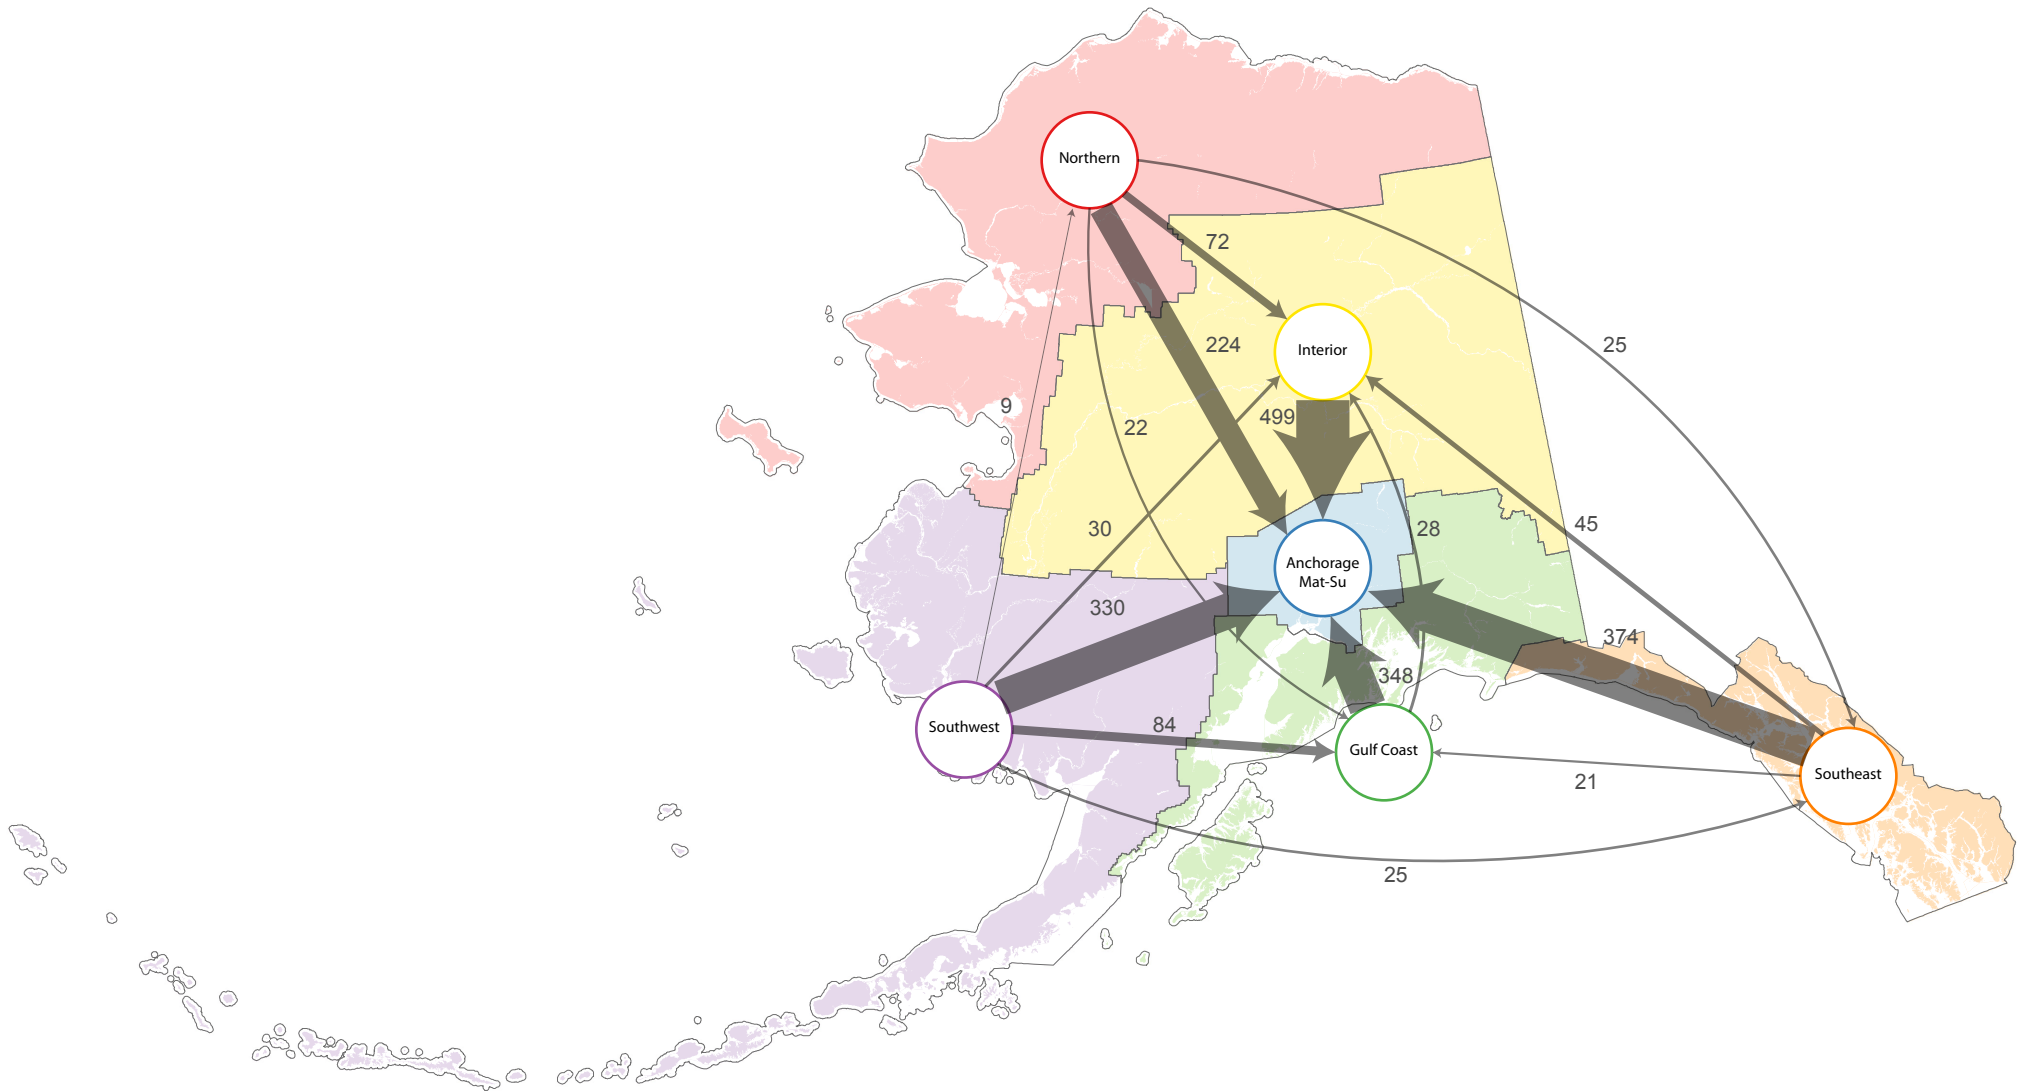 Northern
72
224
Interior
25
9
499
22
45
30
28
Anchorage
Mat-Su
330
374
348
84
Southwest
Gulf Coast
21
Southeast
25